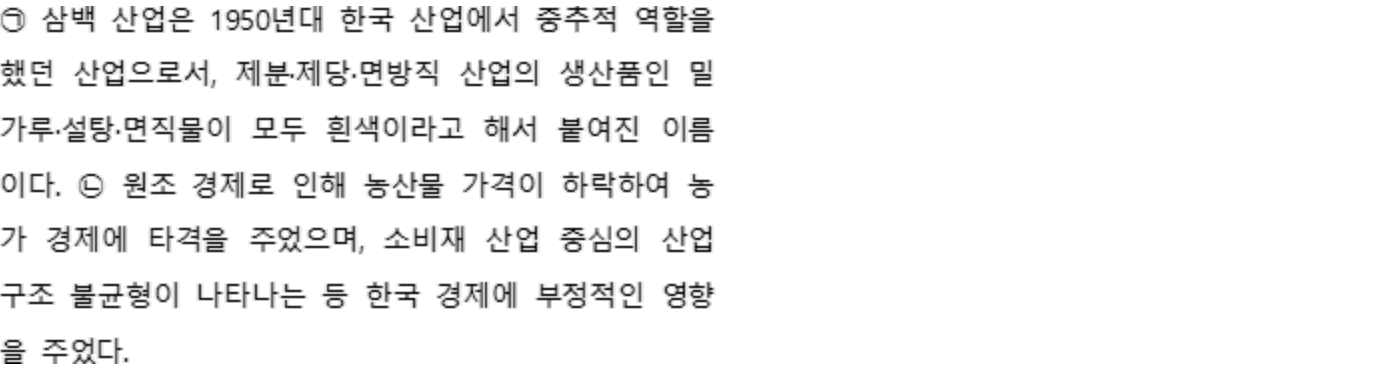 ㉠ 삼백 산업은 1950년대 한국 산업에서 중추적 역할을
했던 산업으로서, 제분·제당·면방직 산업의 생산품인 밀
가루·설탕·면직물이 모두 흰색이라고 해서 붙여진 이름
이다. ㉡ 원조 경제로 인해 농산물 가격이 하락하여 농
가 경제에 타격을 주었으며, 소비재 산업 중심의 산업
구조 불균형이 나타나는 등 한국 경제에 부정적인 영향
을 주었다.